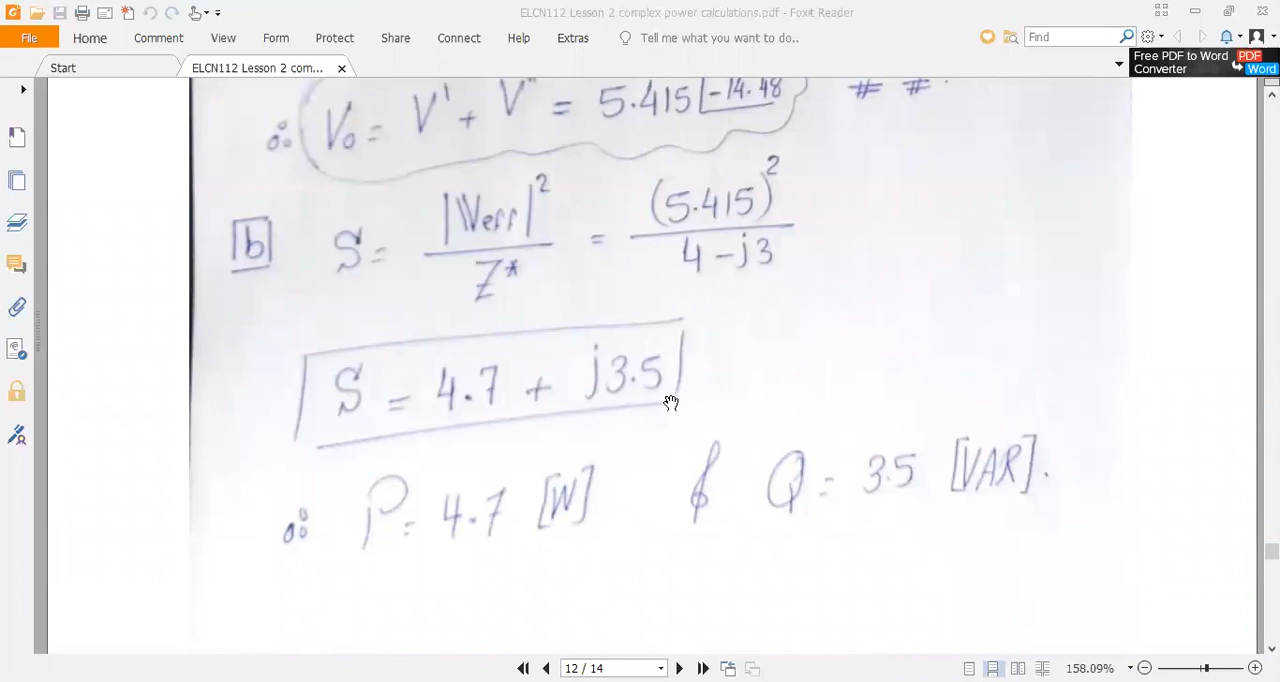 ELCN112 Lesson 2 complex power calculations.pdf - Foxit Reader
File Home Comment View Form Protect Share Connect Help Extras Tell me what you want to do.. Find
Start ELCN112 Lesson 2 com... Free PDF to Word Converter PDF Word
∴ V₀ = V' + V" = 5.415∠-14.48 # #
b S = |Veff|² / Z* = (5.415)² / 4 - j3
S = 4.7 + j3.5
∴ P = 4.7 [W] & Q = 3.5 [VAR].
12 / 14 158.09%